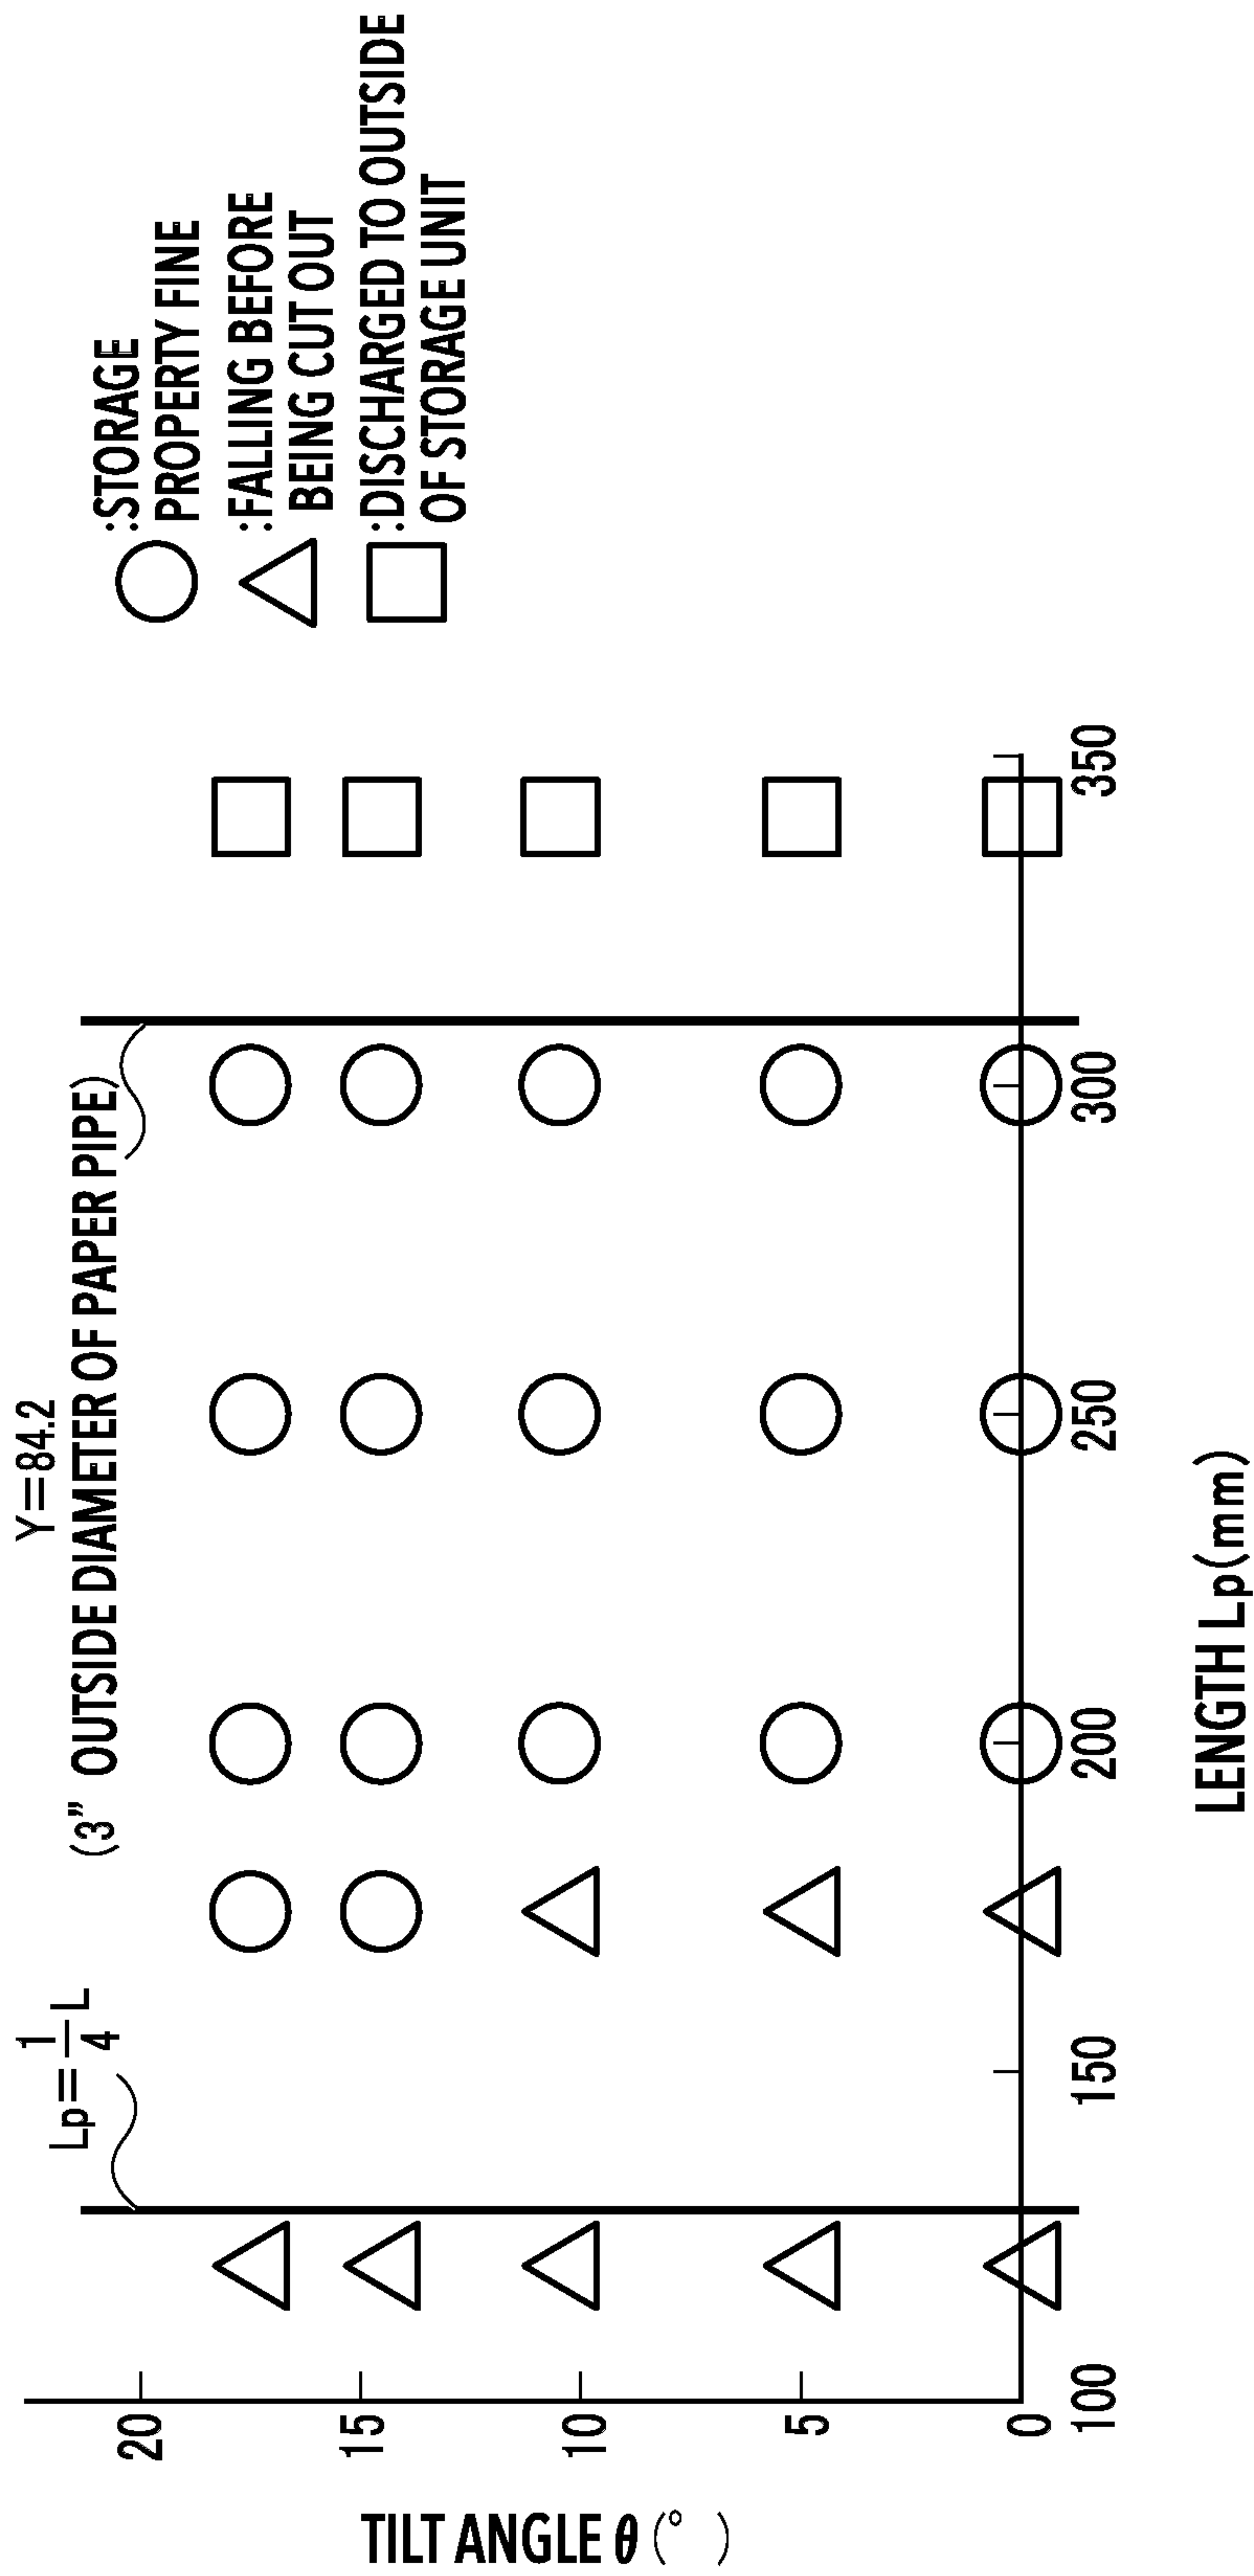 Y=84.2
(3” OUTSIDE DIAMETER OF PAPER PIPE)
Lp=1/4 L
:STORAGE
PROPERTY FINE
:FALLING BEFORE
BEING CUT OUT
:DISCHARGED TO OUTSIDE
OF STORAGE UNIT
TILT ANGLE θ (° )
20
15
10
5
0
100
150
200
250
300
350
LENGTH Lp(mm)